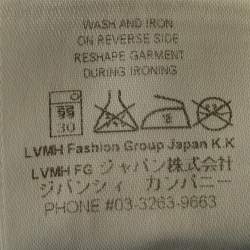 WASH AND IRON
ON REVERSE SIDE
RESHAPE GARMENT
DURING IRONING
30
LVMH Fashion Group Japan K.K
LVMH FG ジャパン株式会社
ジバンシィ カンパニー
PHONE #03-3263-9663